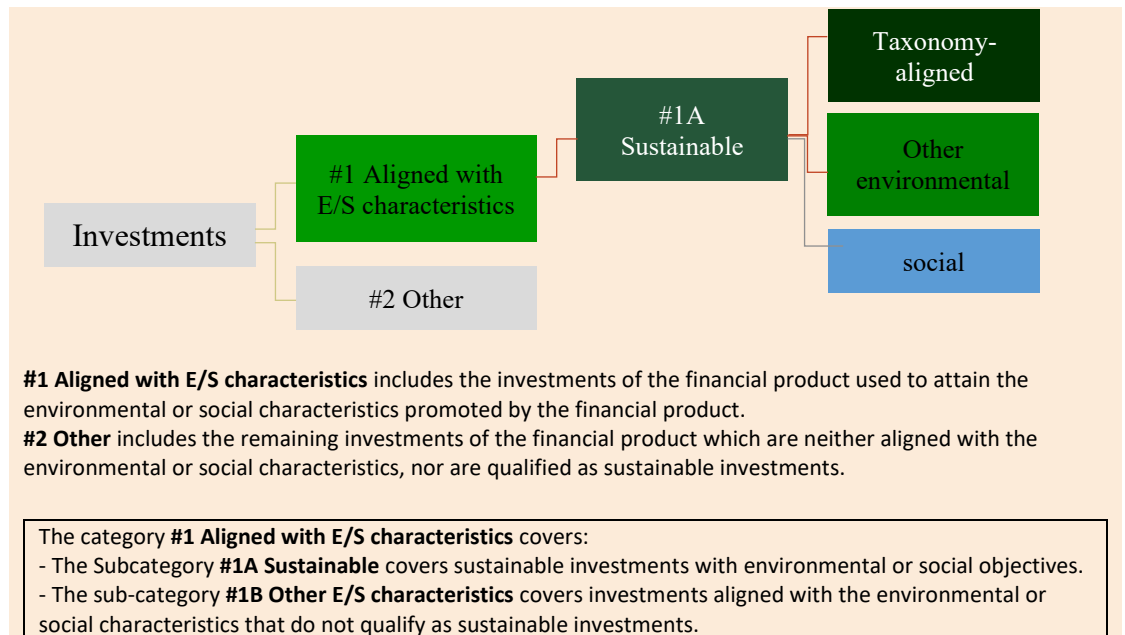 Taxonomy-
aligned
#1A
Sustainable
#1 Aligned with
E/S characteristics
Other
environmental
Investments
social
#2 Other
#1 Aligned with E/S characteristics includes the investments of the financial product used to attain the
environmental or social characteristics promoted by the financial product.
#2 Other includes the remaining investments of the financial product which are neither aligned with the
environmental or social characteristics, nor are qualified as sustainable investments.
The category #1 Aligned with E/S characteristics covers:
- The Subcategory #1A Sustainable covers sustainable investments with environmental or social objectives.
- The sub-category #1B Other E/S characteristics covers investments aligned with the environmental or
social characteristics that do not qualify as sustainable investments.